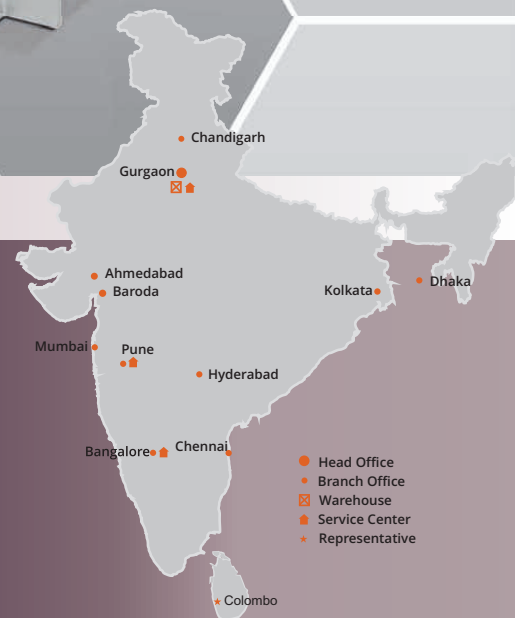 Chandigarh
Gurgaon
Ahmedabad
Baroda
Kolkata
Dhaka
Mumbai
Pune
Hyderabad
Bangalore
Chennai
Head Office
Branch Office
Warehouse
Service Center
Representative
Colombo